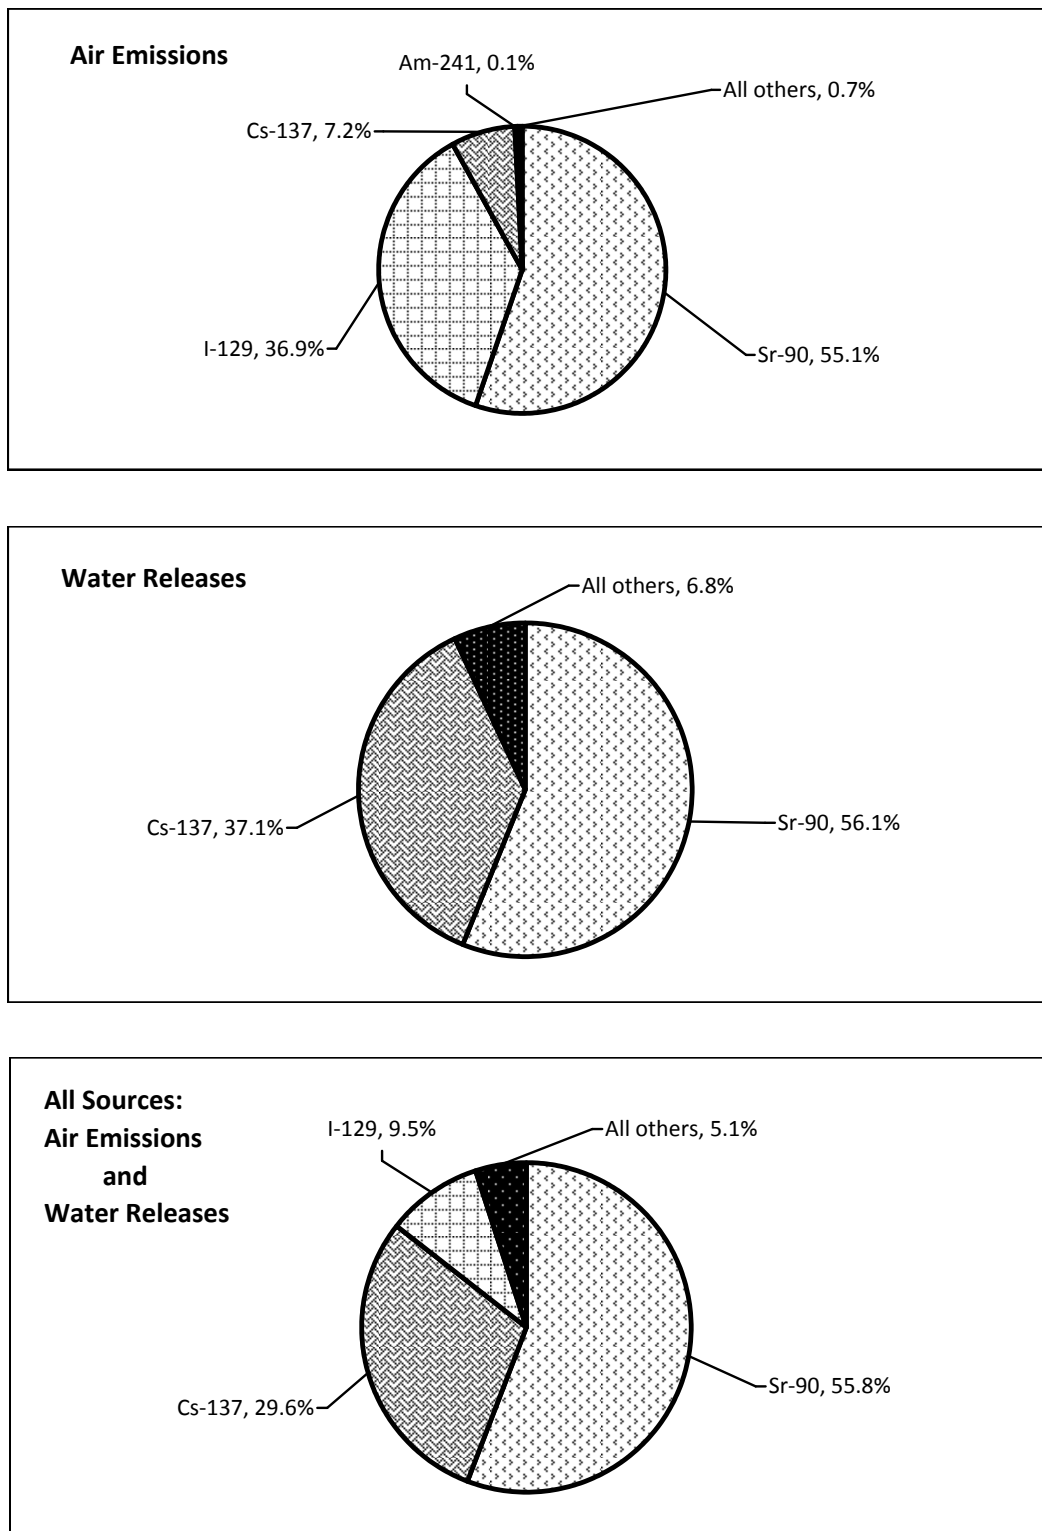 Air Emissions
Am-241, 0.1%
All others, 0.7%
Cs-137, 7.2%
I-129, 36.9%
Sr-90, 55.1%
Water Releases
All others, 6.8%
Cs-137, 37.1%
Sr-90, 56.1%
All Sources:
Air Emissions
and
Water Releases
I-129, 9.5%
All others, 5.1%
Cs-137, 29.6%
Sr-90, 55.8%